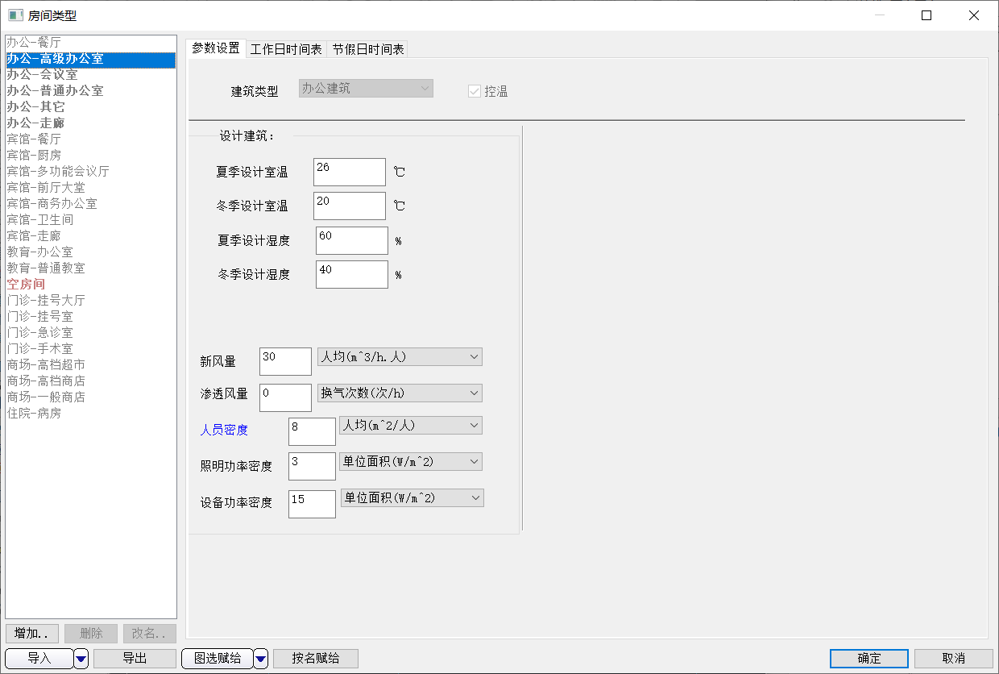 房间类型
办公-餐厅
办公-高级办公室
办公-会议室
办公-普通办公室
办公-其它
办公-走廊
宾馆-餐厅
宾馆-厨房
宾馆-多功能会议厅
宾馆-前厅大堂
宾馆-商务办公室
宾馆-卫生间
宾馆-走廊
教育-办公室
教育-普通教室
空房间
门诊-挂号大厅
门诊-挂号室
门诊-急诊室
门诊-手术室
商场-高档超市
商场-高档商店
商场-一般商店
住院-病房
参数设置 工作日时间表 节假日时间表
建筑类型 办公建筑 控温
设计建筑:
夏季设计室温 26 ℃
冬季设计室温 20 ℃
夏季设计湿度 60 %
冬季设计湿度 40 %
新风量 30 人均(m^3/h.人)
渗透风量 0 换气次数(次/h)
人员密度 8 人均(m^2/人)
照明功率密度 3 单位面积(W/m^2)
设备功率密度 15 单位面积(W/m^2)
增加.. 删除 改名..
导入 导出 图选赋给 按名赋给 确定 取消